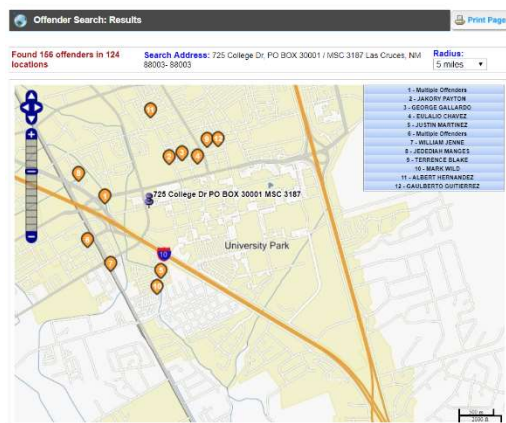 Offender Search: Results
Print Page
Found 156 offenders in 124 locations
Search Address: 725 College Dr, PO BOX 30001 / MSC 3187 Las Cruces, NM 88003- 88003
Radius:
5 miles
1 - Multiple Offenders
2 - JAKORY PAYTON
3 - GEORGE GALLARDO
4 - EULALIO CHAVEZ
5 - JUSTIN MARTINEZ
6 - Multiple Offenders
7 - WILLIAM JENNE
8 - JEDEDIAH MANGES
9 - TERRENCE BLAKE
10 - MARK WILD
11 - ALBERT HERNANDEZ
12 - GAULBERTO GUITIERREZ
11
12
725 College Dr PO BOX 30001 MSC 3187
University Park
10